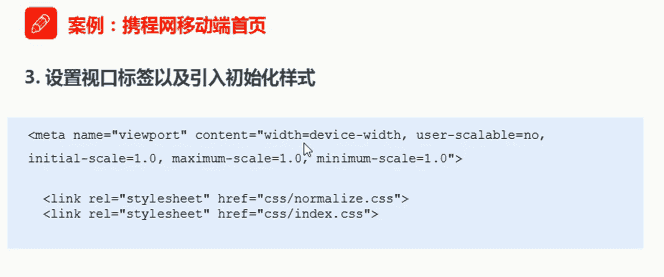 案例：携程网移动端首页
3. 设置视口标签以及引入初始化样式
<meta name="viewport" content="width=device-width, user-scalable=no,
initial-scale=1.0, maximum-scale=1.0, minimum-scale=1.0">
<link rel="stylesheet" href="css/normalize.css">
<link rel="stylesheet" href="css/index.css">